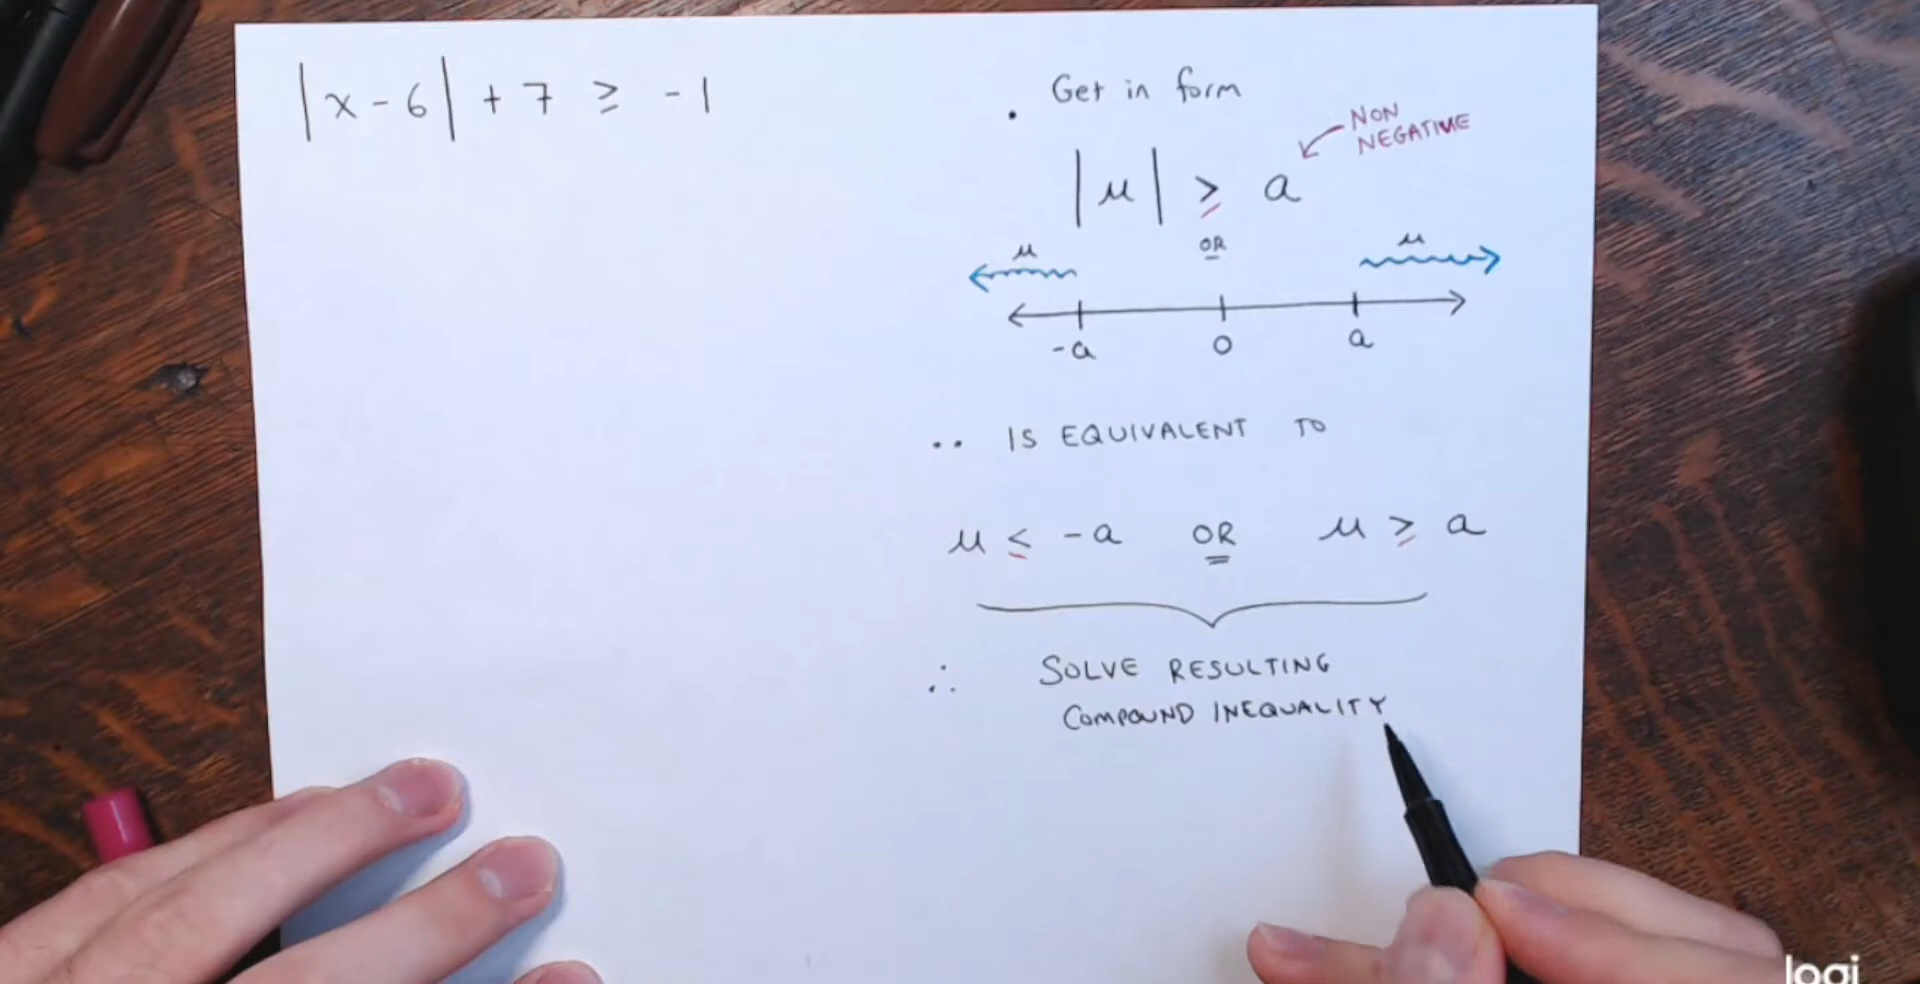 |x - 6| + 7 ≥ -1
• Get in form
NON
NEGATIVE
|u| ≥ a
OR
u u
-a 0 a
•• IS EQUIVALENT TO
u ≤ -a OR u ≥ a
∴ SOLVE RESULTING
COMPOUND INEQUALITY
logi